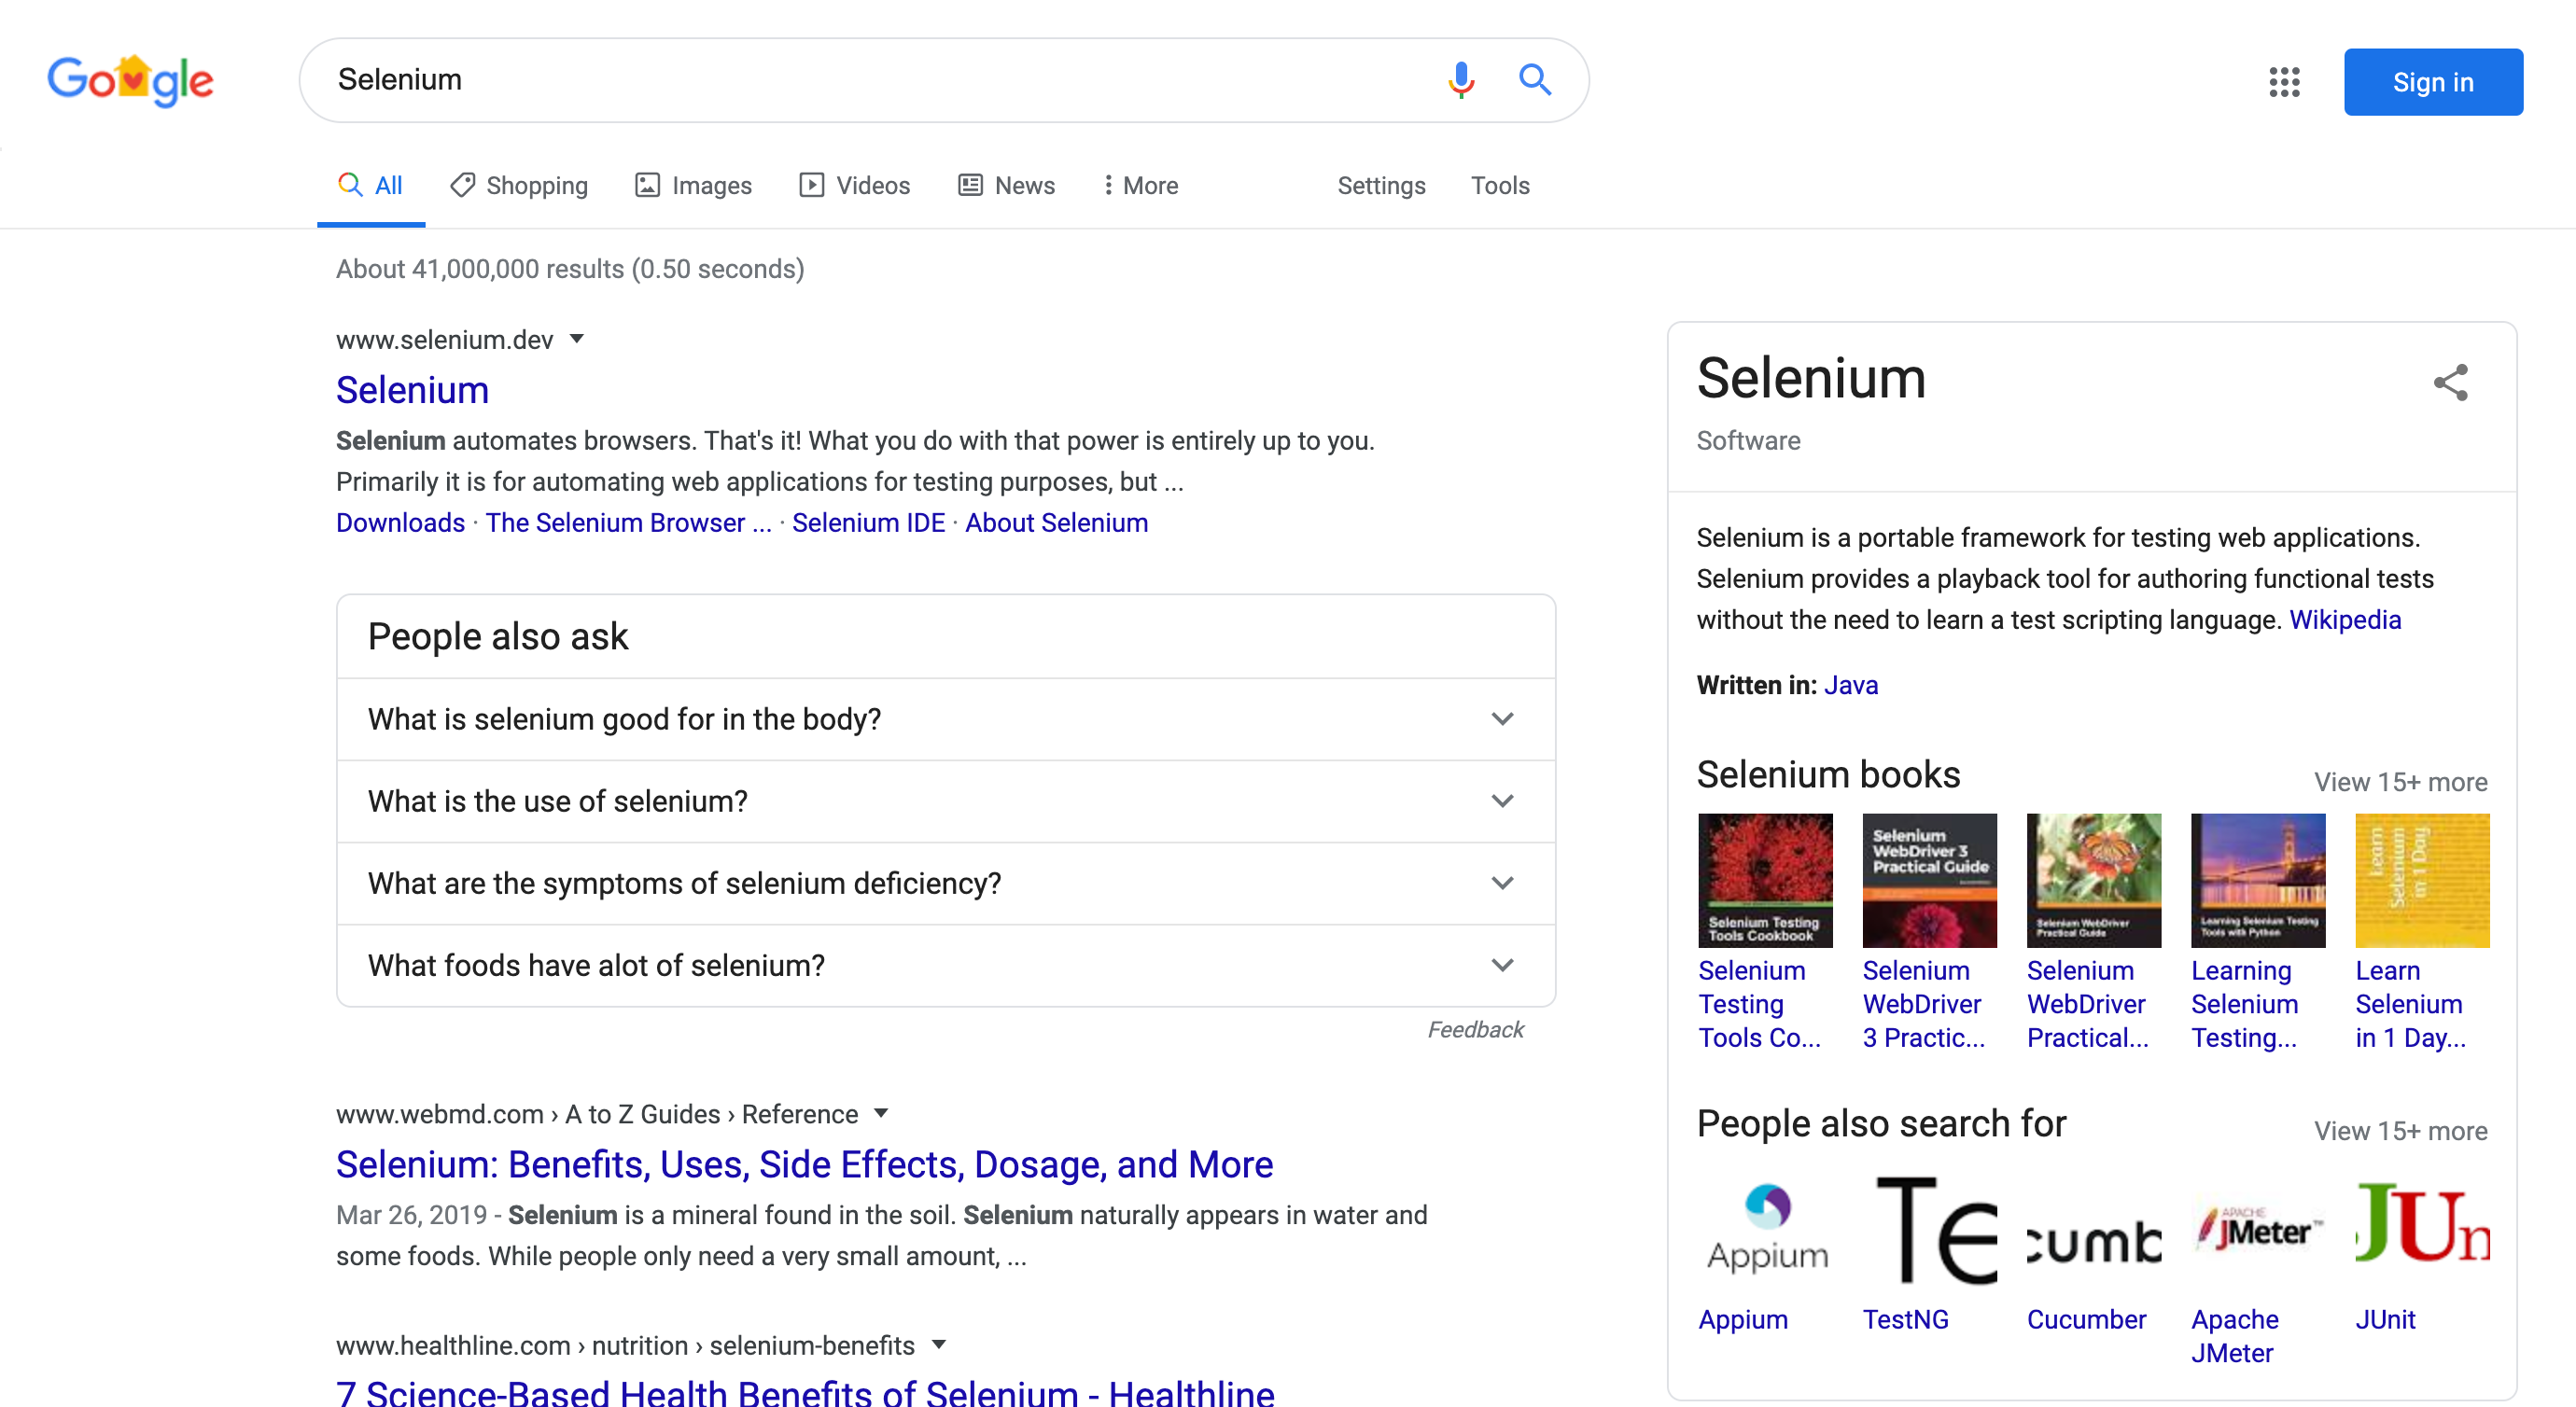 Google
Selenium
Sign in
All
Shopping
Images
Videos
News
More
Settings
Tools
About 41,000,000 results (0.50 seconds)
www.selenium.dev
Selenium
Selenium automates browsers. That's it! What you do with that power is entirely up to you.
Primarily it is for automating web applications for testing purposes, but ...
Downloads · The Selenium Browser ... · Selenium IDE · About Selenium
People also ask
What is selenium good for in the body?
What is the use of selenium?
What are the symptoms of selenium deficiency?
What foods have alot of selenium?
Feedback
www.webmd.com › A to Z Guides › Reference
Selenium: Benefits, Uses, Side Effects, Dosage, and More
Mar 26, 2019 - Selenium is a mineral found in the soil. Selenium naturally appears in water and
some foods. While people only need a very small amount, ...
www.healthline.com › nutrition › selenium-benefits
7 Science-Based Health Benefits of Selenium - Healthline
Selenium
Software
Selenium is a portable framework for testing web applications.
Selenium provides a playback tool for authoring functional tests
without the need to learn a test scripting language. Wikipedia
Written in: Java
Selenium books
View 15+ more
Selenium Testing
Tools Cookbook
Selenium
WebDriver 3
Practical Guide
Selenium WebDriver
Practical Guide
Learning Selenium Testing
Tools with Python
Learn
Selenium
in 1 Day
Selenium
Testing
Tools Co...
Selenium
WebDriver
3 Practic...
Selenium
WebDriver
Practical...
Learning
Selenium
Testing...
Learn
Selenium
in 1 Day...
People also search for
View 15+ more
Appium
Te
cumb
APACHE
JMeter™
JUn
Appium
TestNG
Cucumber
Apache
JMeter
JUnit